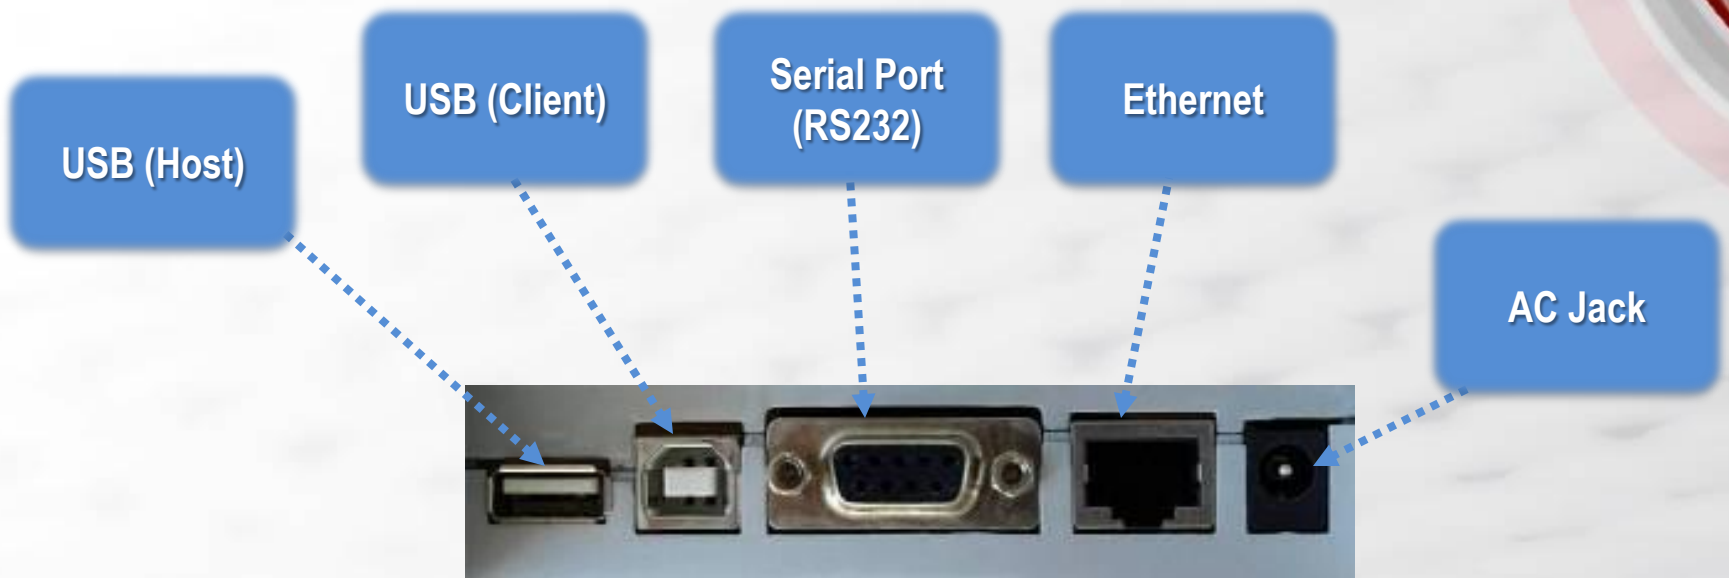 USB (Host)
USB (Client)
Serial Port
(RS232)
Ethernet
AC Jack